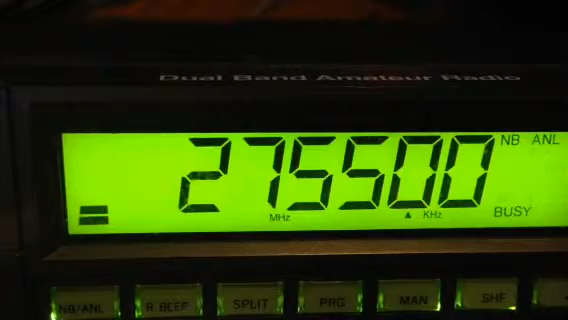 Dual Band Amateur Radio
NB ANL
275500
MHz ▲ KHz
BUSY
NB/ANL R.BEEP SPLIT PRG MAN SHF